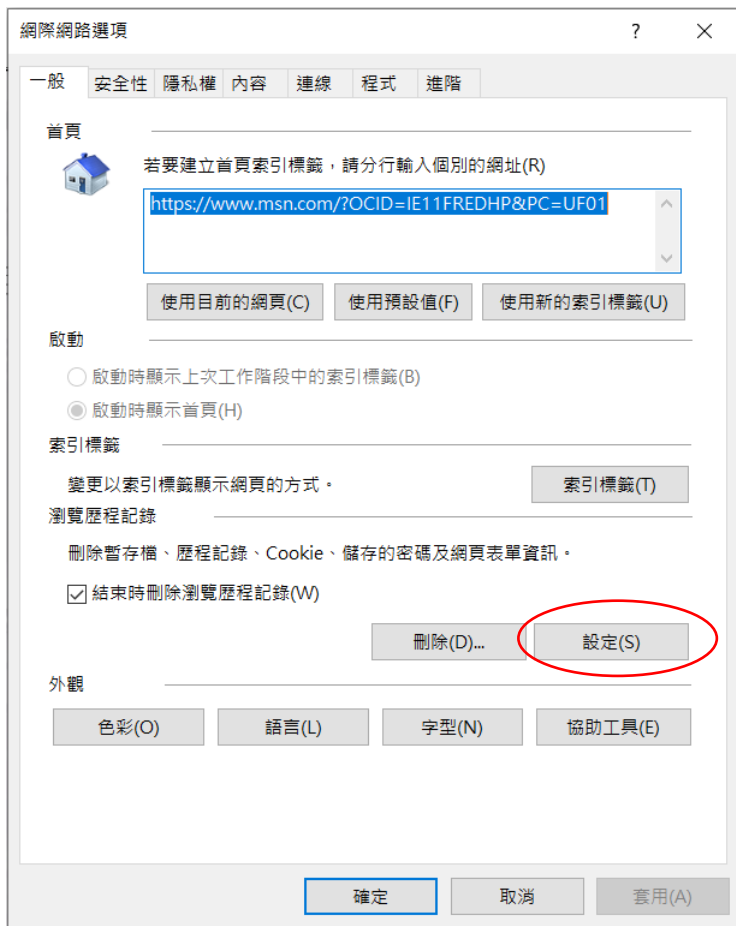 網際網路選項 ?
一般 安全性 隱私權 內容 連線 程式 進階
首頁
若要建立首頁索引標籤，請分行輸入個別的網址(R)
https://www.msn.com/?OCID=IE11FREDHP&PC=UF01
使用目前的網頁(C) 使用預設值(F) 使用新的索引標籤(U)
啟動
啟動時顯示上次工作階段中的索引標籤(B)
啟動時顯示首頁(H)
索引標籤
變更以索引標籤顯示網頁的方式。 索引標籤(T)
瀏覽歷程記錄
刪除暫存檔、歷程記錄、Cookie、儲存的密碼及網頁表單資訊。
結束時刪除瀏覽歷程記錄(W)
刪除(D)... 設定(S)
外觀
色彩(O) 語言(L) 字型(N) 協助工具(E)
確定 取消 套用(A)